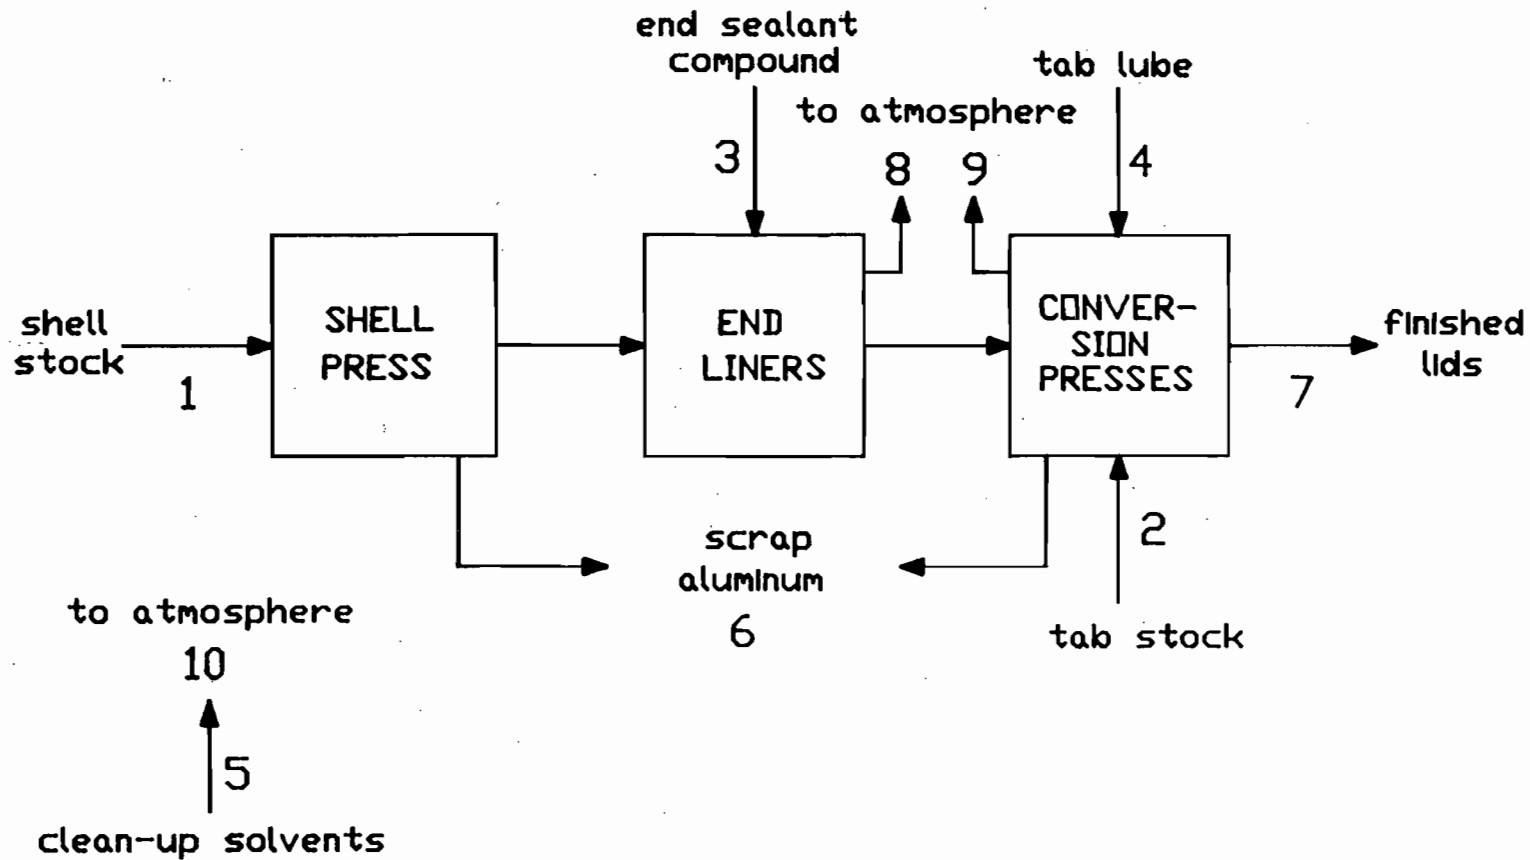 end sealant
compound
tab lube
to atmosphere
3
8
9
4
shell
stock
1
SHELL
PRESS
END
LINERS
CONVER-
SION
PRESSES
finished
lids
7
scrap
aluminum
6
2
tab stock
to atmosphere
10
5
clean-up solvents